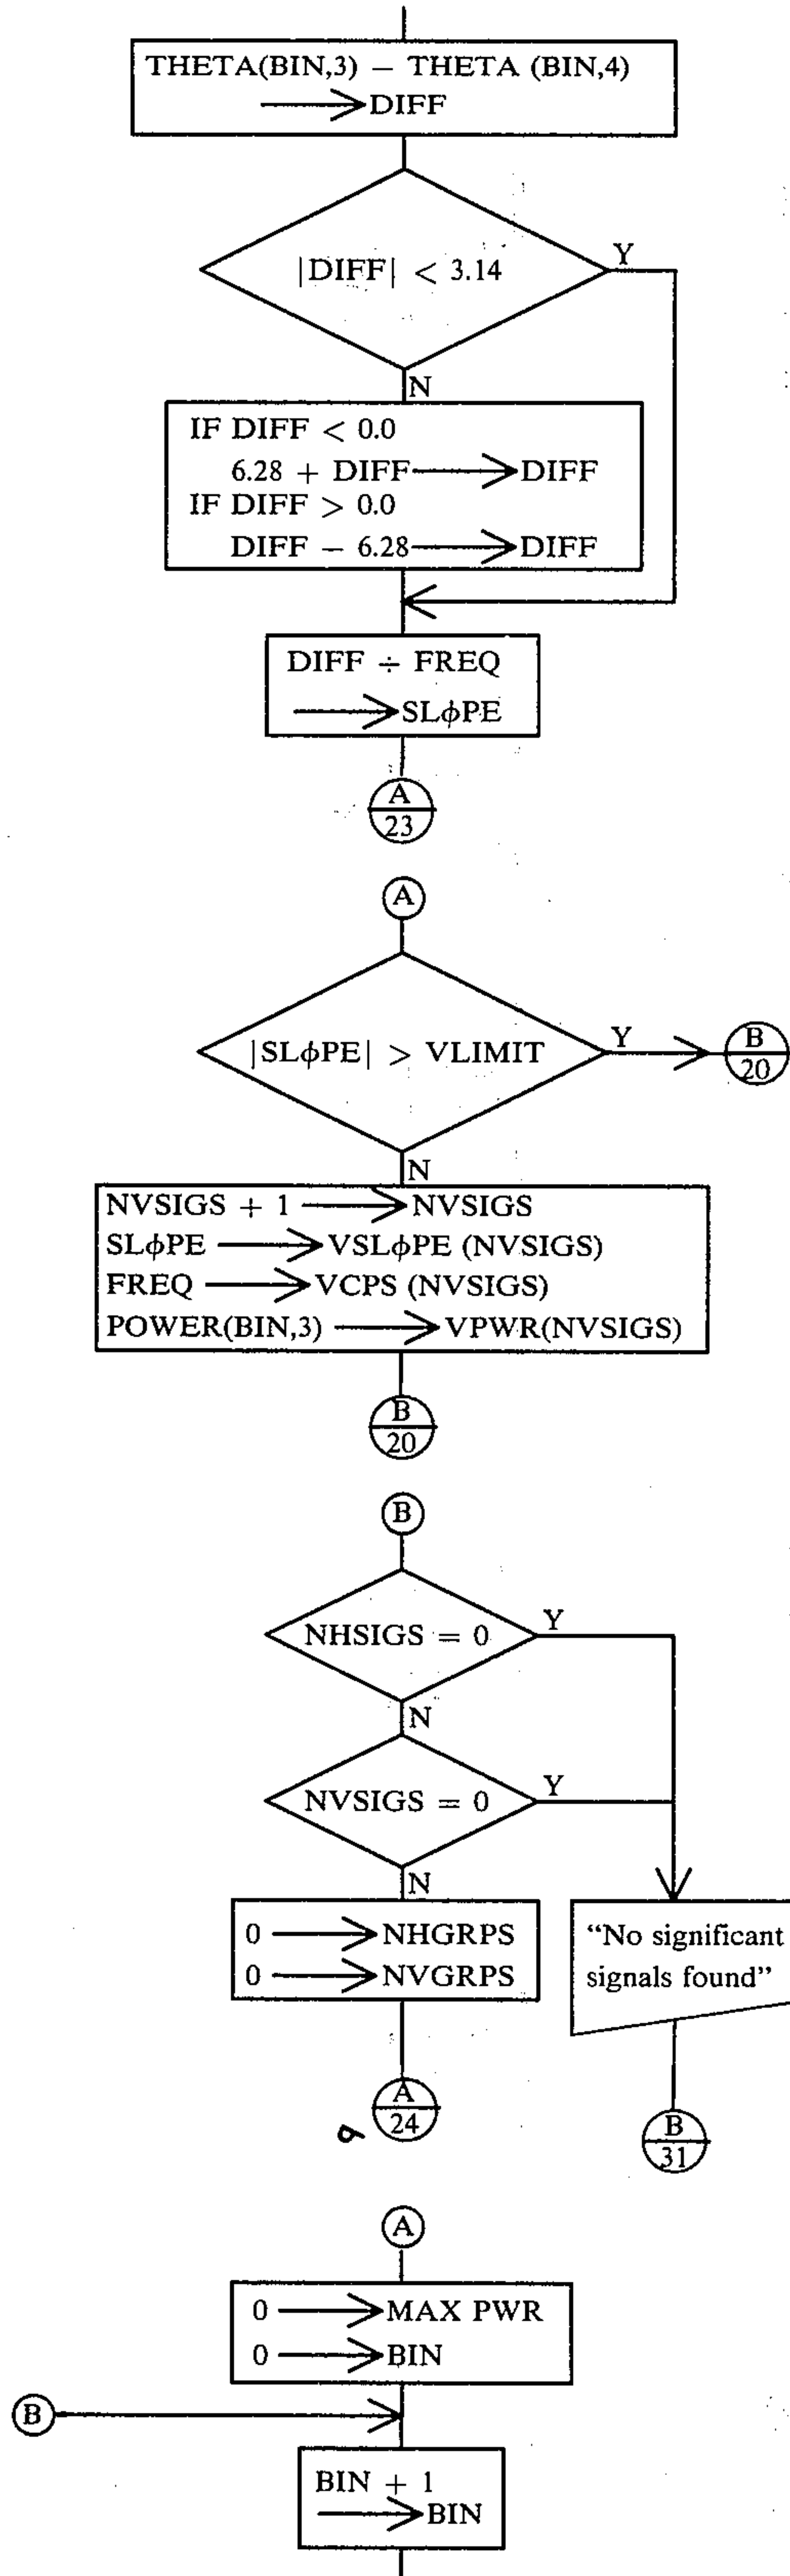 THETA(BIN,3) – THETA (BIN,4)
DIFF
|DIFF| < 3.14
Y
N
IF DIFF < 0.0
6.28 + DIFF DIFF
IF DIFF > 0.0
DIFF – 6.28 DIFF
DIFF ÷ FREQ
SLϕPE
A
23
A
|SLϕPE| > VLIMIT
Y
B
20
N
NVSIGS + 1 NVSIGS
SLϕPE VSLϕPE (NVSIGS)
FREQ VCPS (NVSIGS)
POWER(BIN,3) VPWR(NVSIGS)
B
20
B
NHSIGS = 0
Y
N
NVSIGS = 0
Y
N
0 NHGRPS
0 NVGRPS
“No significant
signals found”
A
24
B
31
A
0 MAX PWR
0 BIN
B
BIN + 1
BIN